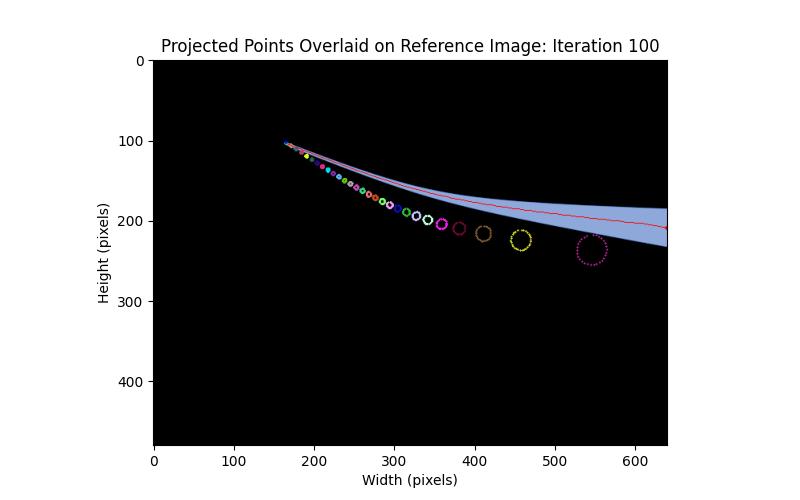 Projected Points Overlaid on Reference Image: Iteration 100
0
100
200
300
400
Height (pixels)
0 100 200 300 400 500 600
Width (pixels)